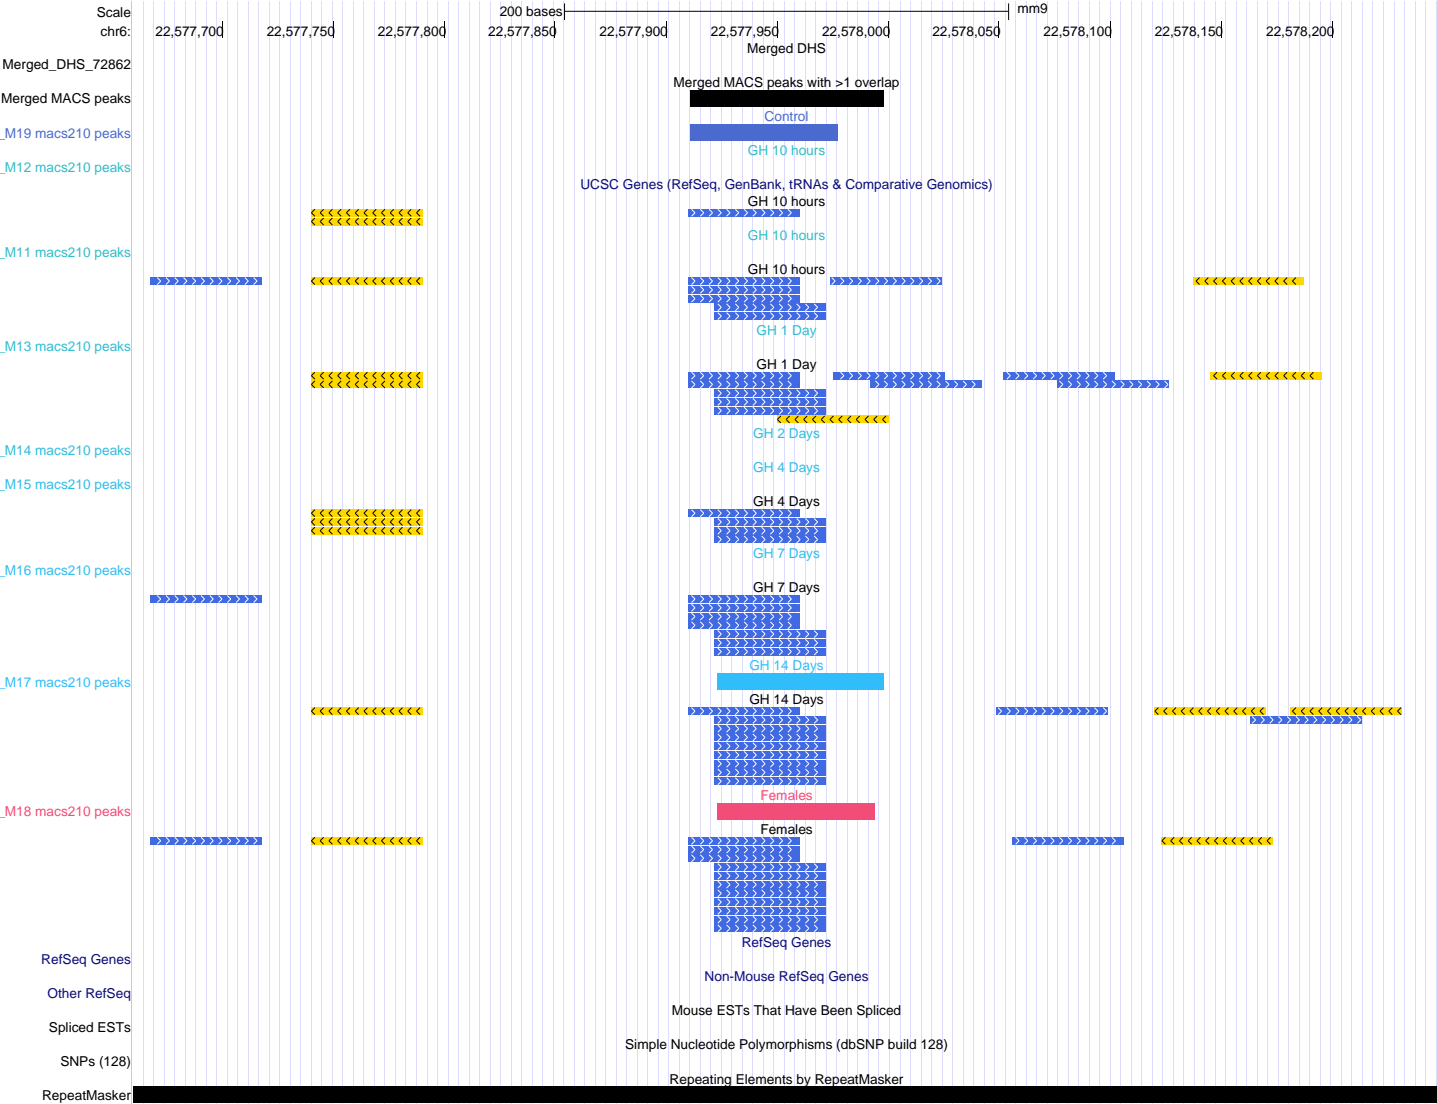 Scale 200 bases mm9
chr6: 22,577,700 22,577,750 22,577,800 22,577,850 22,577,900 22,577,950 22,578,000 22,578,050 22,578,100 22,578,150 22,578,200
Merged DHS
Merged_DHS_72862
Merged MACS peaks with >1 overlap
Merged MACS peaks
Control
_M19 macs210 peaks
GH 10 hours
_M12 macs210 peaks
UCSC Genes (RefSeq, GenBank, tRNAs & Comparative Genomics)
GH 10 hours
GH 10 hours
_M11 macs210 peaks
GH 10 hours
GH 1 Day
_M13 macs210 peaks
GH 1 Day
GH 2 Days
_M14 macs210 peaks
GH 4 Days
_M15 macs210 peaks
GH 4 Days
GH 7 Days
_M16 macs210 peaks
GH 7 Days
GH 14 Days
_M17 macs210 peaks
GH 14 Days
Females
_M18 macs210 peaks
Females
RefSeq Genes
RefSeq Genes
Non-Mouse RefSeq Genes
Other RefSeq
Mouse ESTs That Have Been Spliced
Spliced ESTs
Simple Nucleotide Polymorphisms (dbSNP build 128)
SNPs (128)
Repeating Elements by RepeatMasker
RepeatMasker